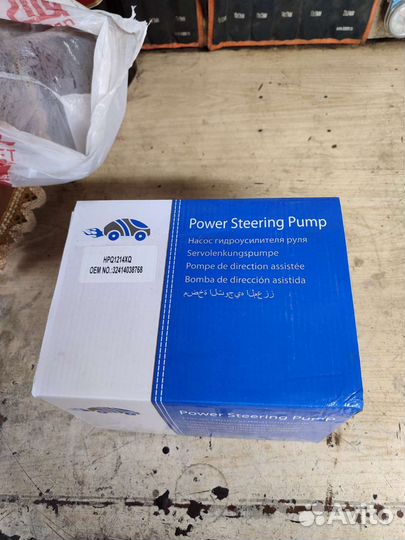 Power Steering Pump
Насос гидроусилителя руля
Servolenkungspumpe
Pompe de direction assistée
Bomba de dirección asistida
مضخة التوجيه المعزز
HPQ1214XQ
OEM NO.:32414038768
Power Steering Pump
Avito